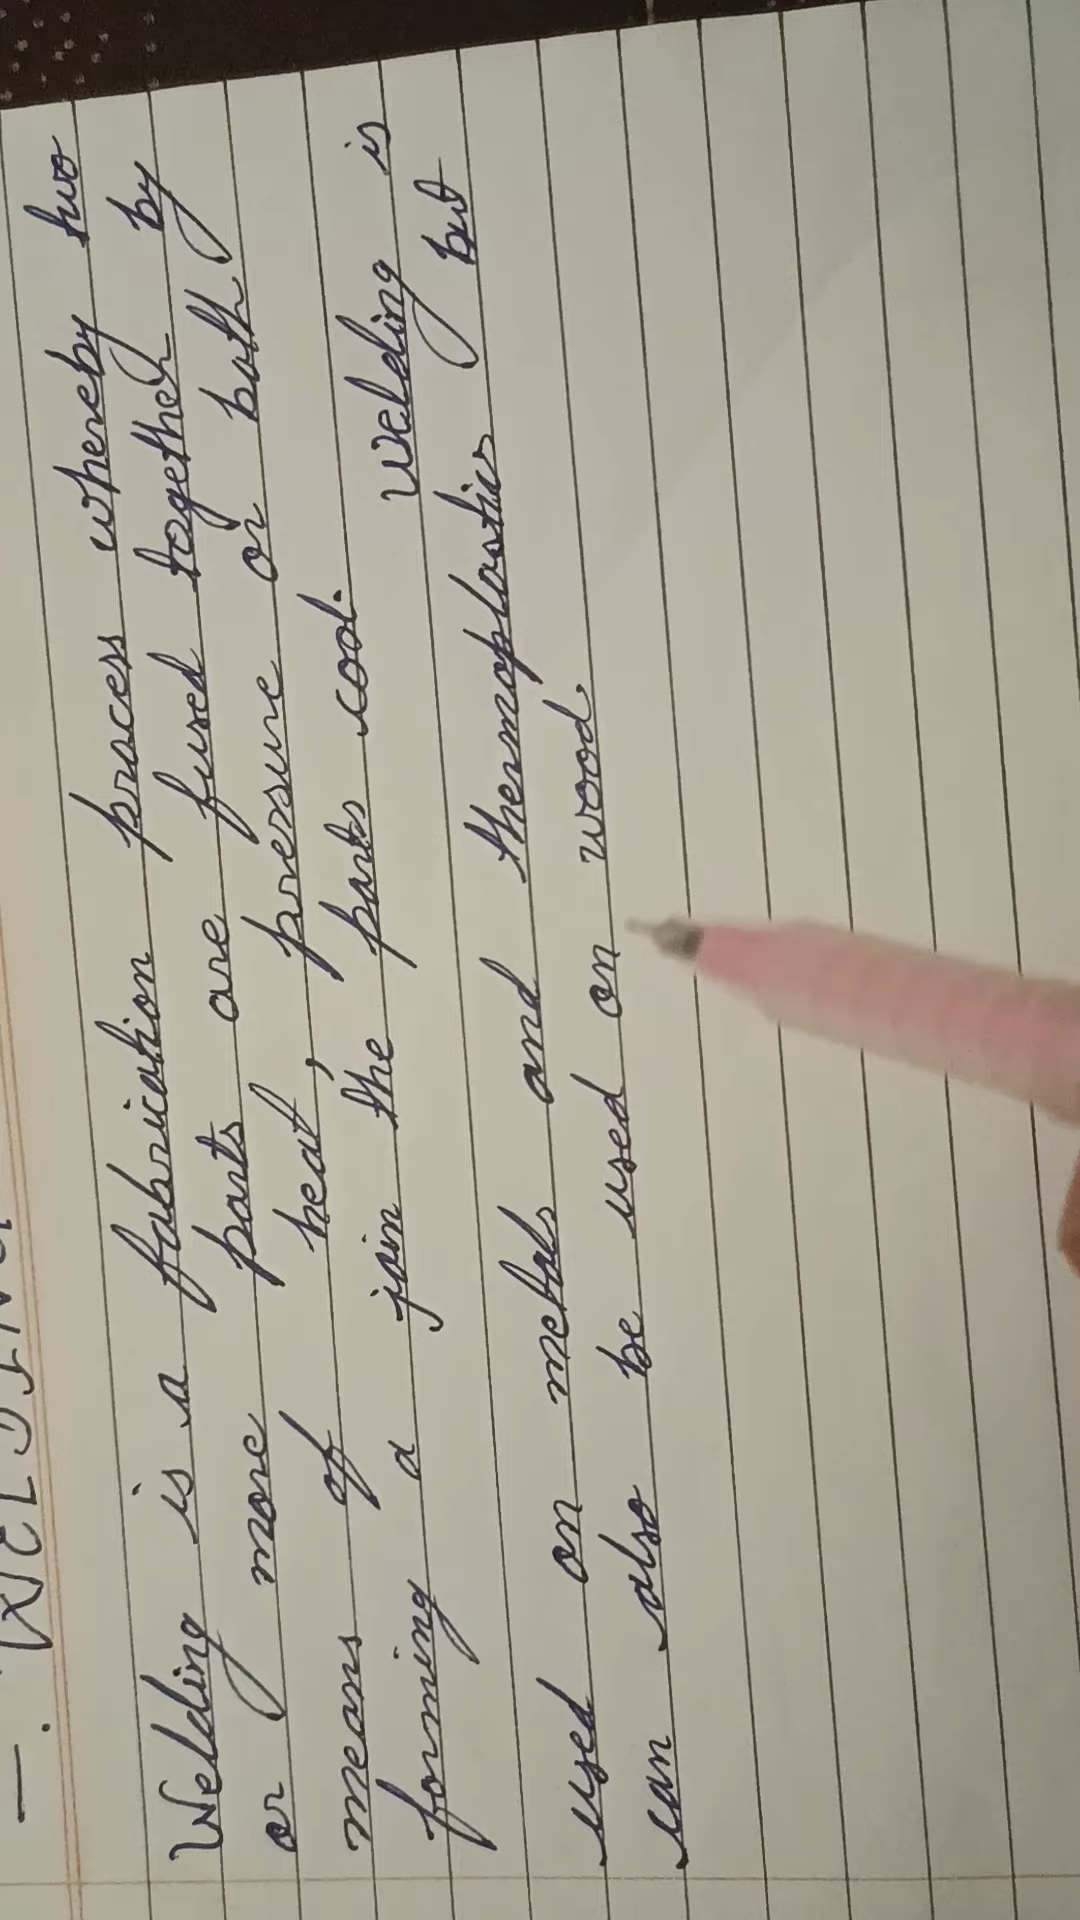 WELDING
Welding is a fabrication process whereby two
or more parts are fused together by
means of heat, pressure or both
forming a join the parts cool. welding is
used on metals and thermoplastics but
can also be used on wood.